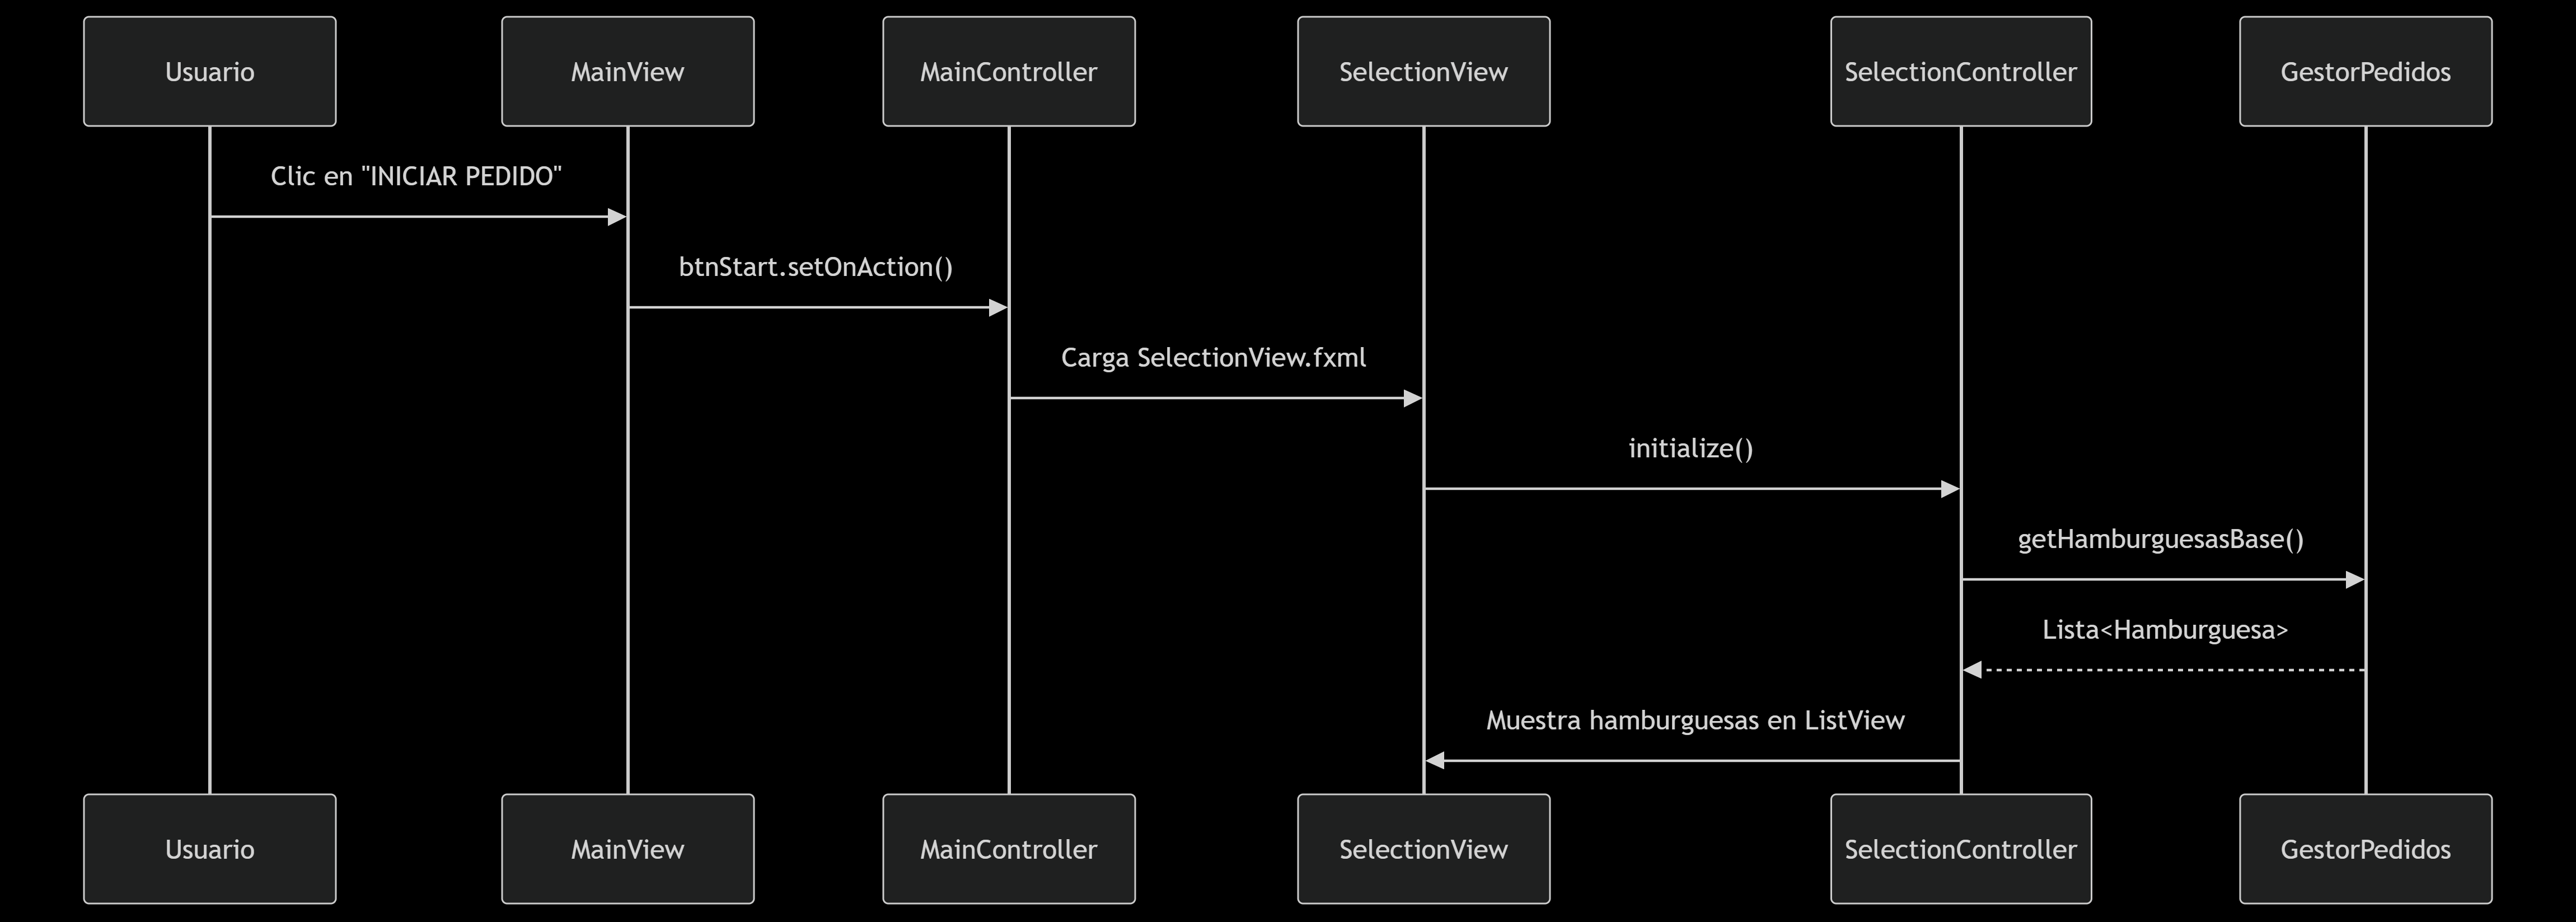 Usuario
MainView
MainController
SelectionView
SelectionController
GestorPedidos
Clic en "INICIAR PEDIDO"
btnStart.setOnAction()
Carga SelectionView.fxml
initialize()
getHamburguesasBase()
Lista<Hamburguesa>
Muestra hamburguesas en ListView
Usuario
MainView
MainController
SelectionView
SelectionController
GestorPedidos